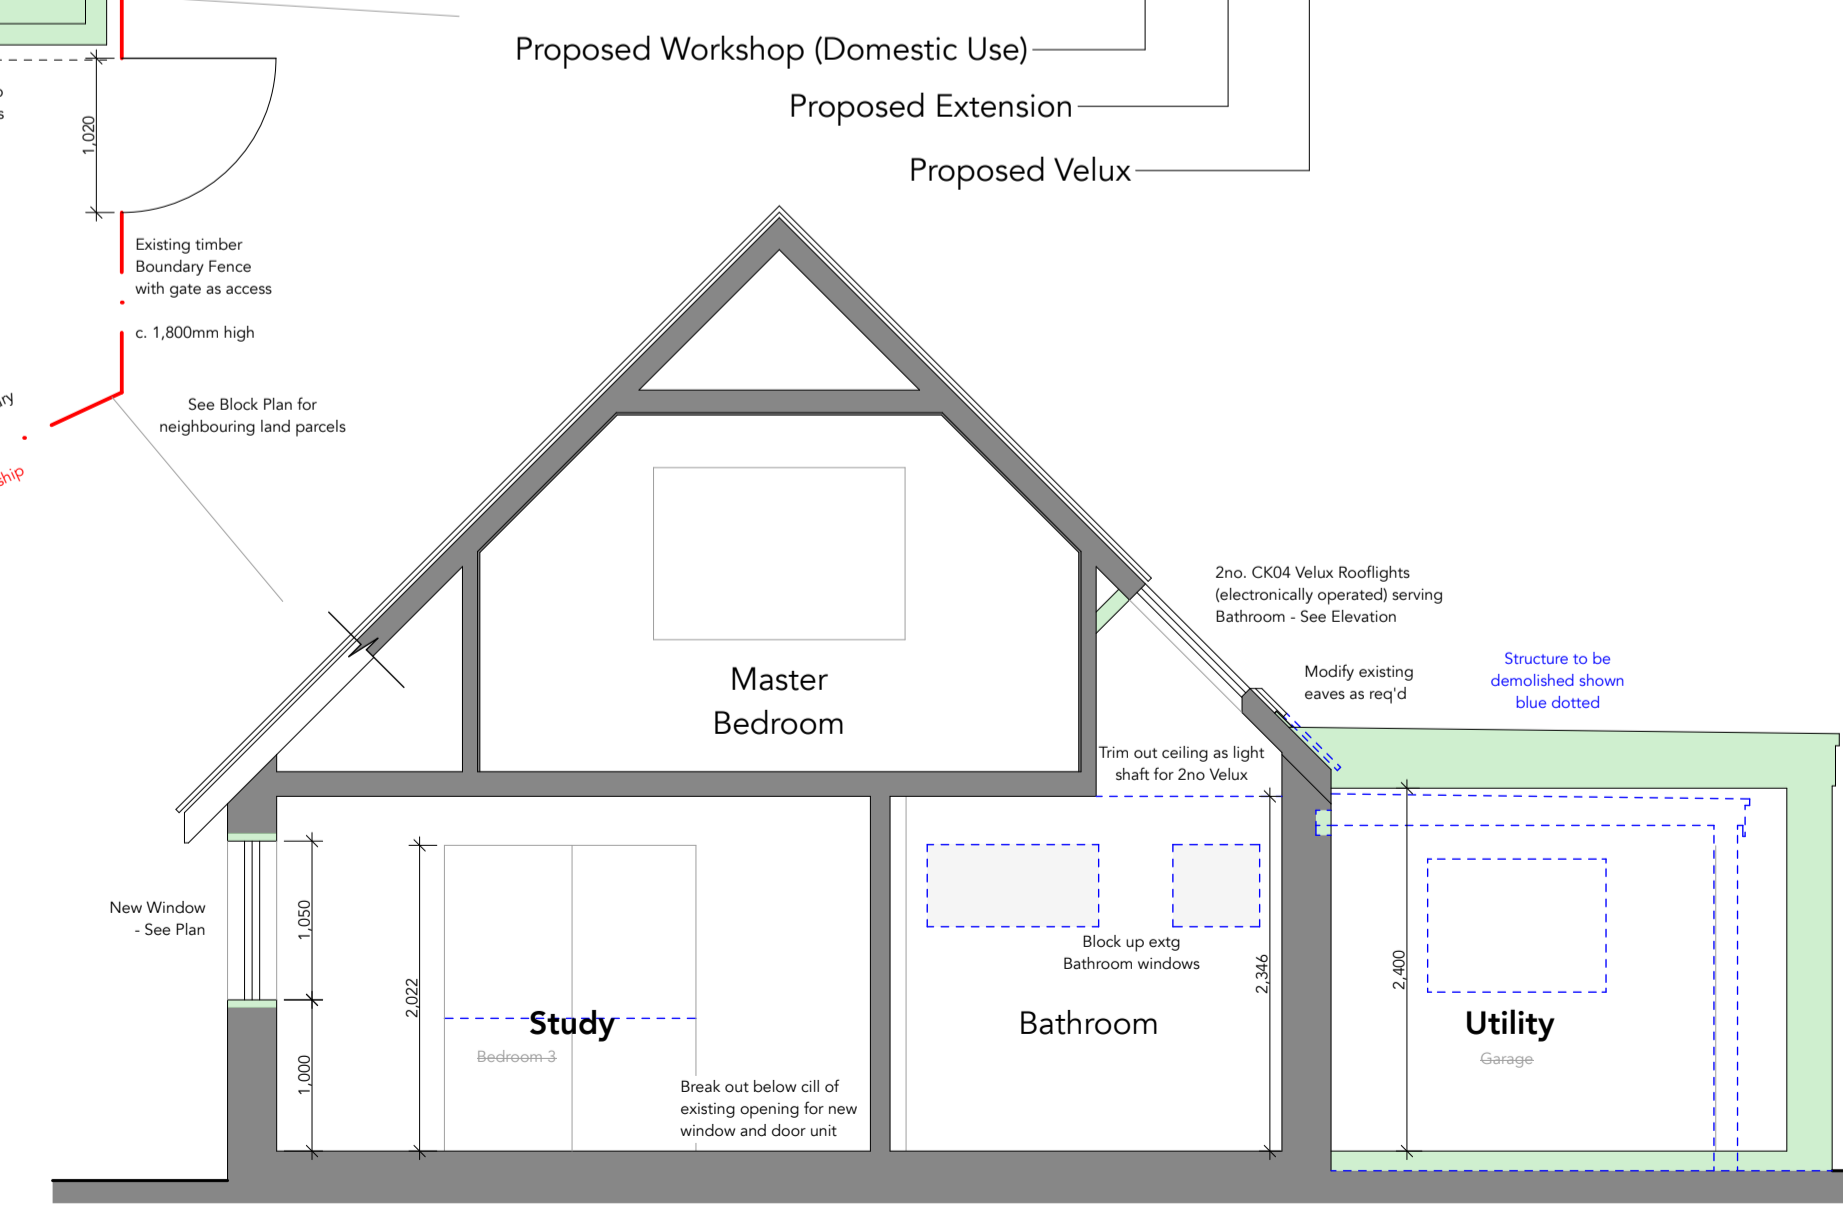 Proposed Workshop (Domestic Use)
Proposed Extension
Proposed Velux
1,020
Existing timber
Boundary Fence
with gate as access
c. 1,800mm high
See Block Plan for
neighbouring land parcels
2no. CK04 Velux Rooflights
(electronically operated) serving
Bathroom - See Elevation
Modify existing
eaves as req'd
Structure to be
demolished shown
blue dotted
Master
Bedroom
Trim out ceiling as light
shaft for 2no Velux
New Window
- See Plan
1,050
1,000
2,022
Study
Bedroom 3
Break out below cill of
existing opening for new
window and door unit
Block up extg
Bathroom windows
Bathroom
2,346
2,400
Utility
Garage